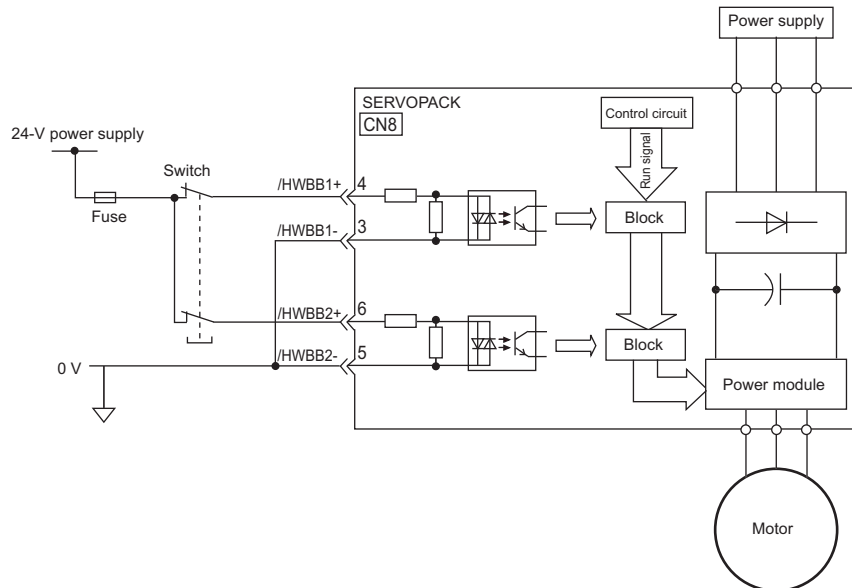 Power supply
SERVOPACK
CN8
Control circuit
24-V power supply
Run signal
Switch
/HWBB1+
4
Fuse
Block
/HWBB1-
3
/HWBB2+
6
Block
/HWBB2-
5
0 V
Power module
Motor